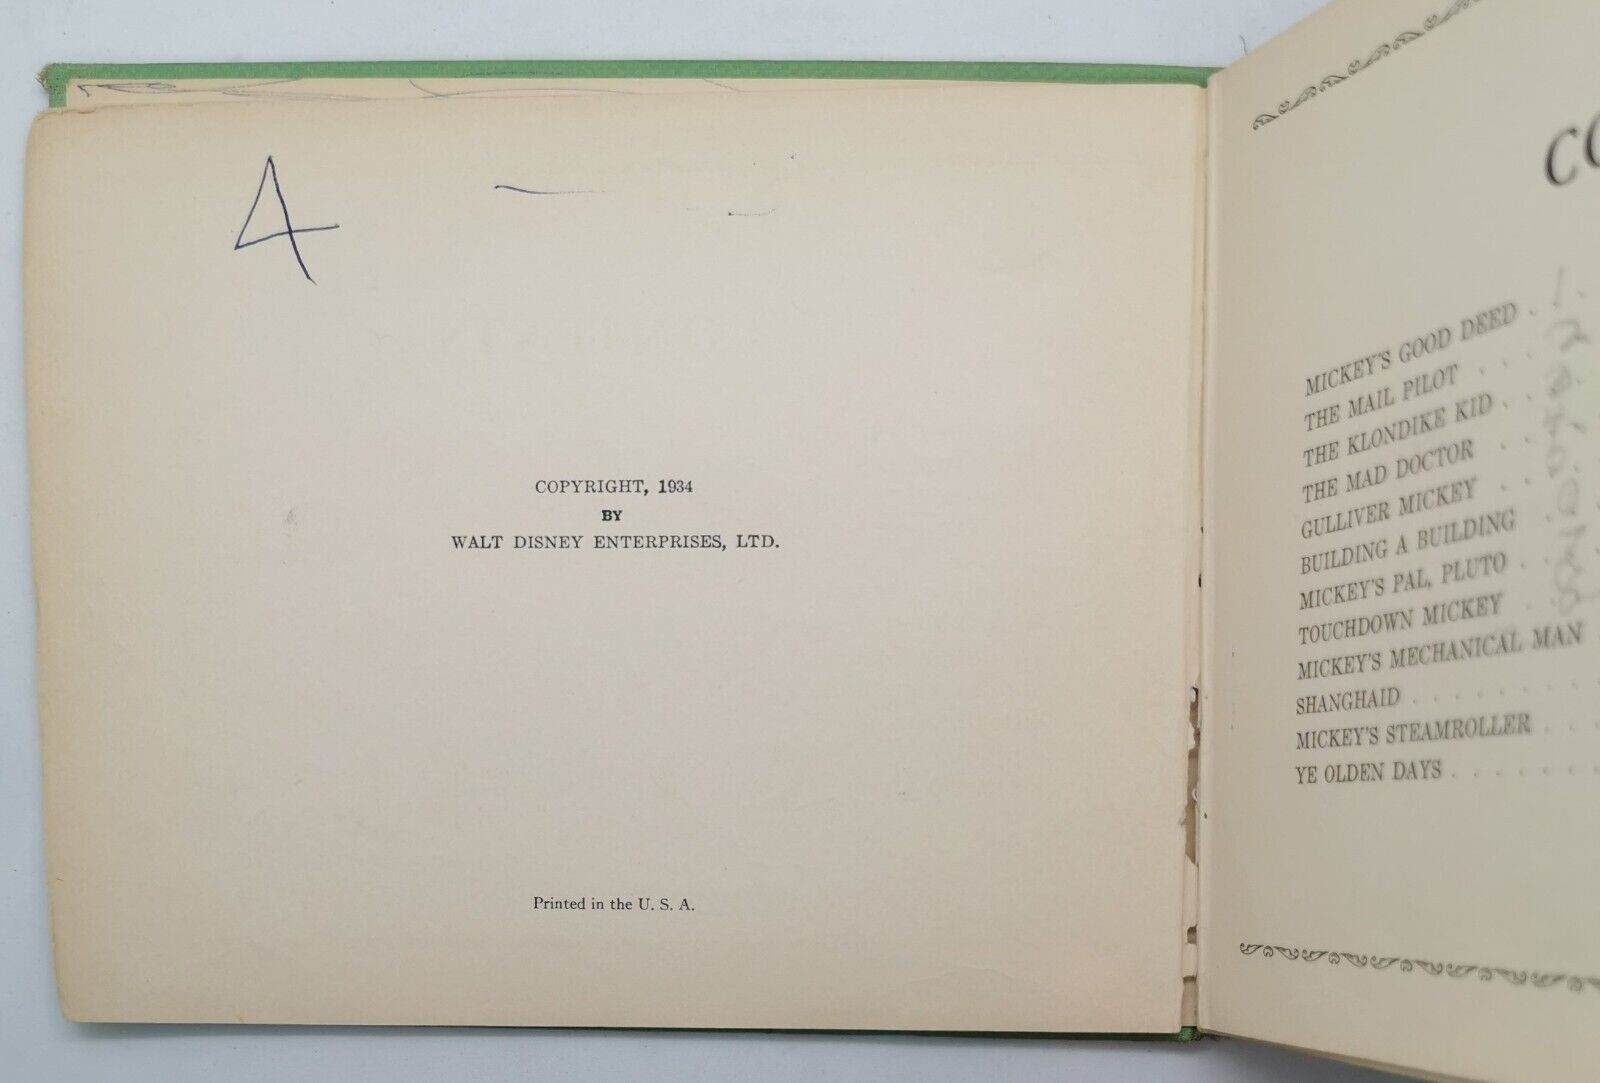 4
COPYRIGHT, 1934
BY
WALT DISNEY ENTERPRISES, LTD.
Printed in the U. S. A.
CO
MICKEY'S GOOD DEED . 
THE MAIL PILOT . . .
THE KLONDIKE KID . .
THE MAD DOCTOR . .
GULLIVER MICKEY . .
BUILDING A BUILDING
MICKEY'S PAL, PLUTO .
TOUCHDOWN MICKEY .
MICKEY'S MECHANICAL MAN
SHANGHAID . . . . . . . .
MICKEY'S STEAMROLLER . . .
YE OLDEN DAYS . . . . . . .